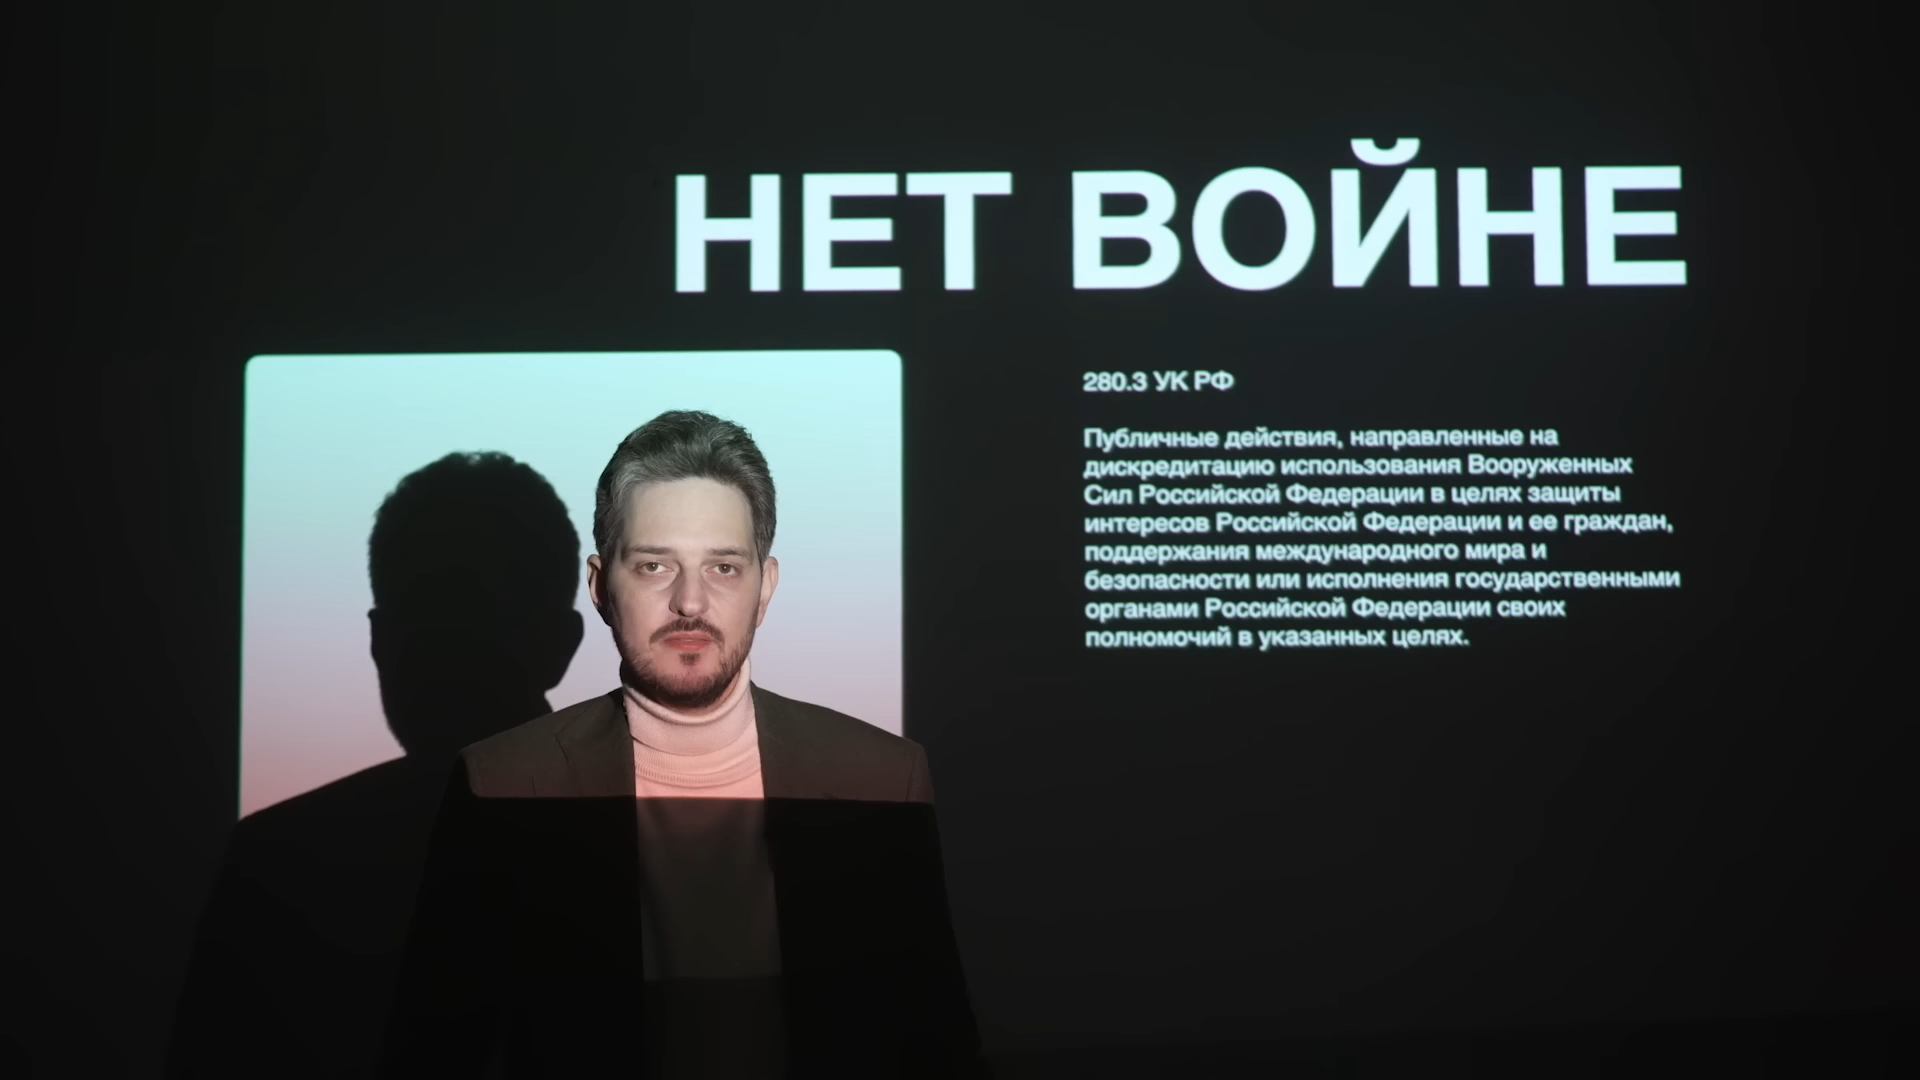 НЕТ ВОЙНЕ
280.3 УК РФ
Публичные действия, направленные на
дискредитацию использования Вооруженных
Сил Российской Федерации в целях защиты
интересов Российской Федерации и ее граждан,
поддержания международного мира и
безопасности или исполнения государственными
органами Российской Федерации своих
полномочий в указанных целях.